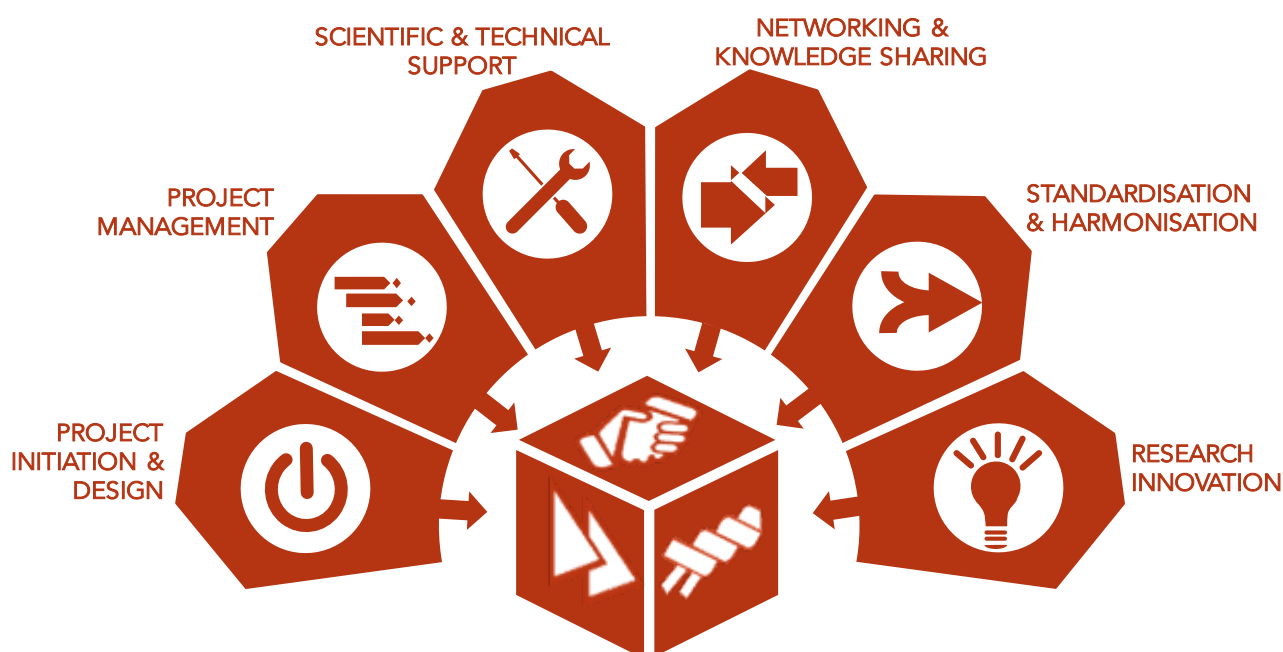 SCIENTIFIC & TECHNICAL
SUPPORT
NETWORKING &
KNOWLEDGE SHARING
PROJECT
MANAGEMENT
STANDARDISATION
& HARMONISATION
PROJECT
INITIATION &
DESIGN
RESEARCH
INNOVATION